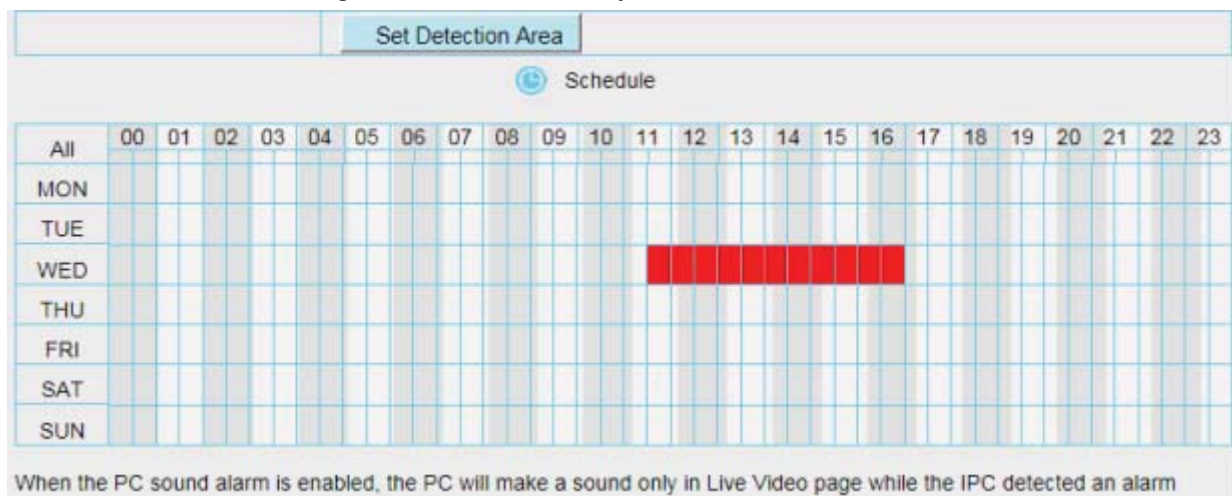 Set Detection Area
Schedule
All 00 01 02 03 04 05 06 07 08 09 10 11 12 13 14 15 16 17 18 19 20 21 22 23
MON
TUE
WED
THU
FRI
SAT
SUN
When the PC sound alarm is enabled, the PC will make a sound only in Live Video page while the IPC detected an alarm